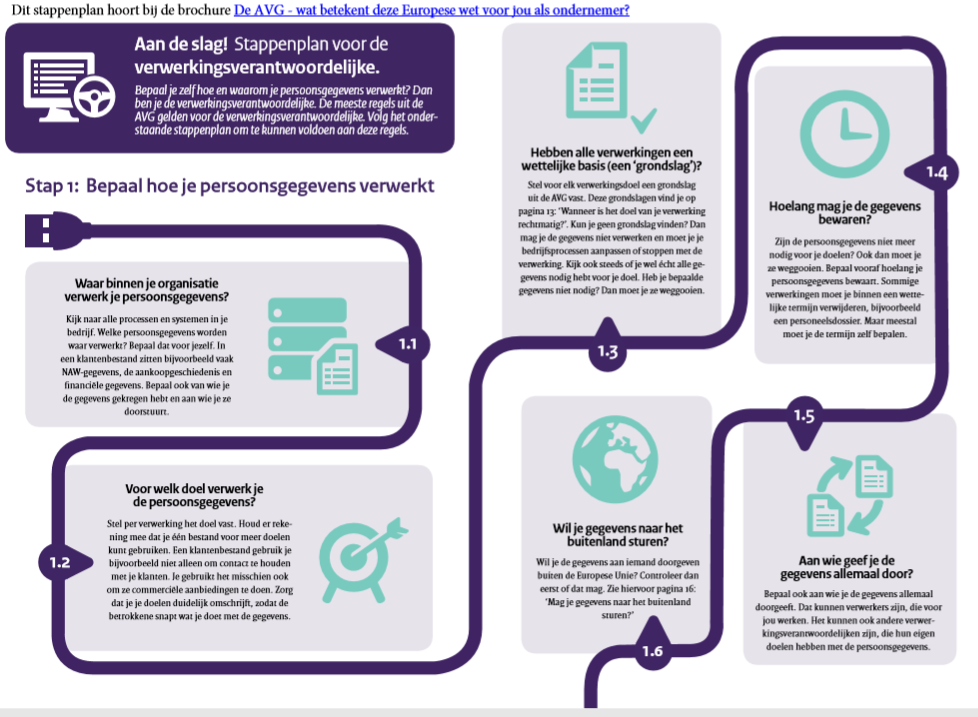 Dit stappenplan hoort bij de brochure De AVG - wat betekent deze Europese wet voor jou als ondernemer?
Aan de slag! Stappenplan voor de
verwerkingsverantwoordelijke.
Bepaal je zelf hoe en waarom je persoonsgegevens verwerkt? Dan
ben je de verwerkingsverantwoordelijke. De meeste regels uit de
AVG gelden voor de verwerkingsverantwoordelijke. Volg het onder-
staande stappenplan om te kunnen voldoen aan deze regels.
Stap 1: Bepaal hoe je persoonsgegevens verwerkt
Waar binnen je organisatie
verwerk je persoonsgegevens?
Kijk naar alle processen en systemen in je
bedrijf. Welke persoonsgegevens worden
waar verwerkt? Bepaal dat voor jezelf. In
een klantenbestand zitten bijvoorbeeld vaak
NAW-gegevens, de aankoopgeschiedenis en
financiële gegevens. Bepaal ook van wie je
de gegevens gekregen hebt en aan wie je ze
doorstuurt.
1.1
Voor welk doel verwerk je
de persoonsgegevens?
Stel per verwerking het doel vast. Houd er reke-
ning mee dat je één bestand voor meer doelen
kunt gebruiken. Een klantenbestand gebruik je
bijvoorbeeld niet alleen om contact te houden
met je klanten. Je gebruikt het misschien ook
om ze commerciële aanbiedingen te doen. Zorg
dat je je doelen duidelijk omschrijft, zodat de
betrokkene snapt wat je doet met de gegevens.
1.2
Hebben alle verwerkingen een
wettelijke basis (een 'grondslag')?
Stel voor elk verwerkingsdoel een grondslag
uit de AVG vast. Deze grondslagen vind je op
pagina 13: 'Wanneer is het doel van je verwerking
rechtmatig?'. Kun je geen grondslag vinden? Dan
mag je de gegevens niet verwerken en moet je je
bedrijfsprocessen aanpassen of stoppen met de
verwerking. Kijk ook steeds of je wel écht alle ge-
gevens nodig hebt voor je doel. Heb je bepaalde
gegevens niet nodig? Dan moet je ze weggooien.
1.3
Hoelang mag je de gegevens
bewaren?
Zijn de persoonsgegevens niet meer
nodig voor je doelen? Ook dan moet je
ze weggooien. Bepaal vooraf hoelang je
persoonsgegevens bewaart. Sommige
verwerkingen moet je binnen een wette-
lijke termijn verwijderen, bijvoorbeeld
een personeelsdossier. Maar meestal
moet je de termijn zelf bepalen.
1.4
Aan wie geef je de
gegevens allemaal door?
Bepaal ook aan wie je de gegevens allemaal
doorgeeft. Dat kunnen verwerkers zijn, die voor
jou werken. Het kunnen ook andere verwer-
kingsverantwoordelijken zijn, die hun eigen
doelen hebben met de persoonsgegevens.
1.5
Wil je gegevens naar het
buitenland sturen?
Wil je de gegevens aan iemand doorgeven
buiten de Europese Unie? Controleer dan
eerst of dat mag. Zie hiervoor pagina 16:
'Mag je gegevens naar het buitenland
sturen?'
1.6